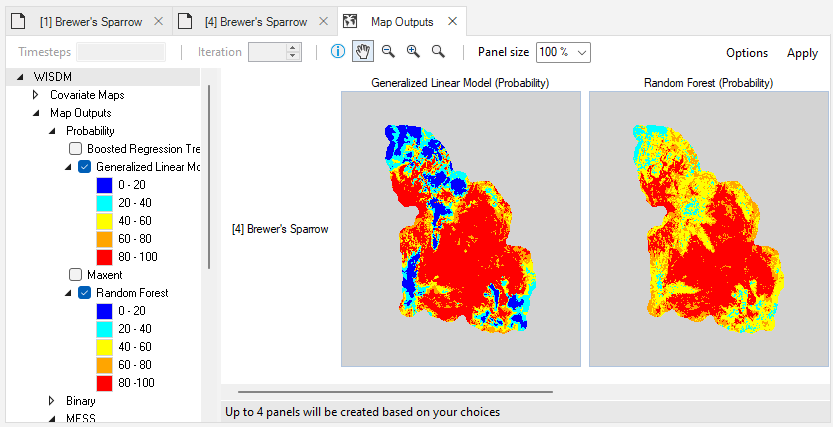 [1] Brewer's Sparrow
[4] Brewer's Sparrow
Map Outputs
Timesteps
Iteration
Panel size
100 %
Options
Apply
WISDM
Covariate Maps
Map Outputs
Probability
Boosted Regression Tre
Generalized Linear Mo
0 - 20
20 - 40
40 - 60
60 - 80
80 - 100
Maxent
Random Forest
0 - 20
20 - 40
40 - 60
60 - 80
80 -100
Binary
MESS
Generalized Linear Model (Probability)
Random Forest (Probability)
[4] Brewer's Sparrow
Up to 4 panels will be created based on your choices